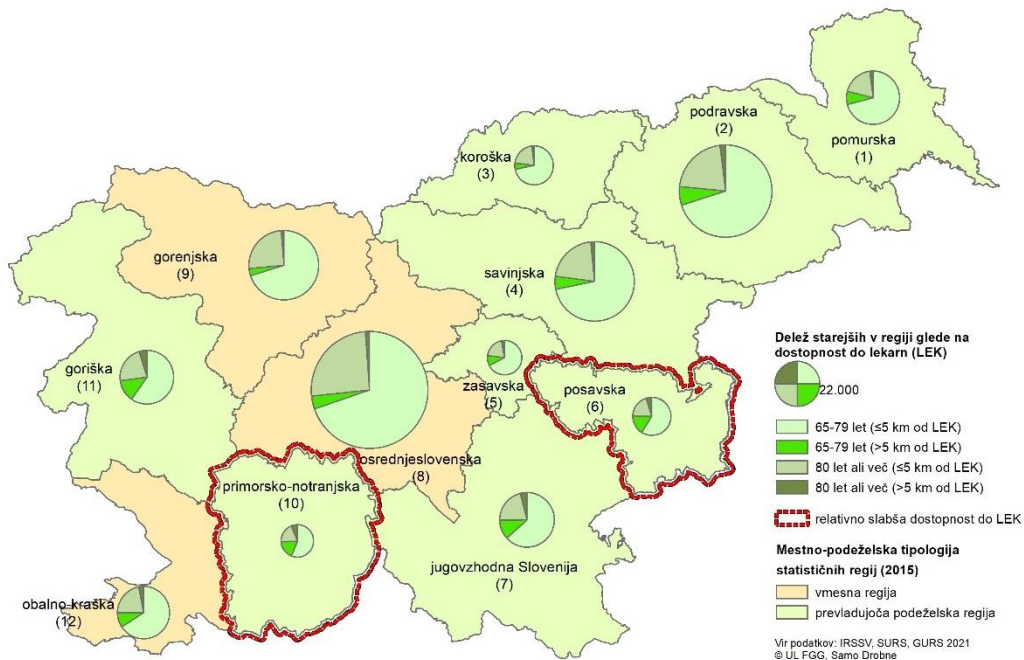 podravska
(2)
pomurska
(1)
koroška
(3)
gorenjska
(9)
savinjska
(4)
goriška
(11)
zasavska
(5)
posavska
(6)
osrednjeslovenska
(8)
primorsko-notranjska
(10)
jugovzhodna Slovenija
(7)
obalno-kraška
(12)
Delež starejših v regiji glede na
dostopnost do lekarn (LEK)
22.000
65-79 let (≤5 km od LEK)
65-79 let (>5 km od LEK)
80 let ali več (≤5 km od LEK)
80 let ali več (>5 km od LEK)
relativno slabša dostopnost do LEK
Mestno-podeželska tipologija
statističnih regij (2015)
vmesna regija
prevladujoča podeželska regija
Vir podatkov: IRSSV, SURS, GURS 2021
© UL FGG, Samo Drobne